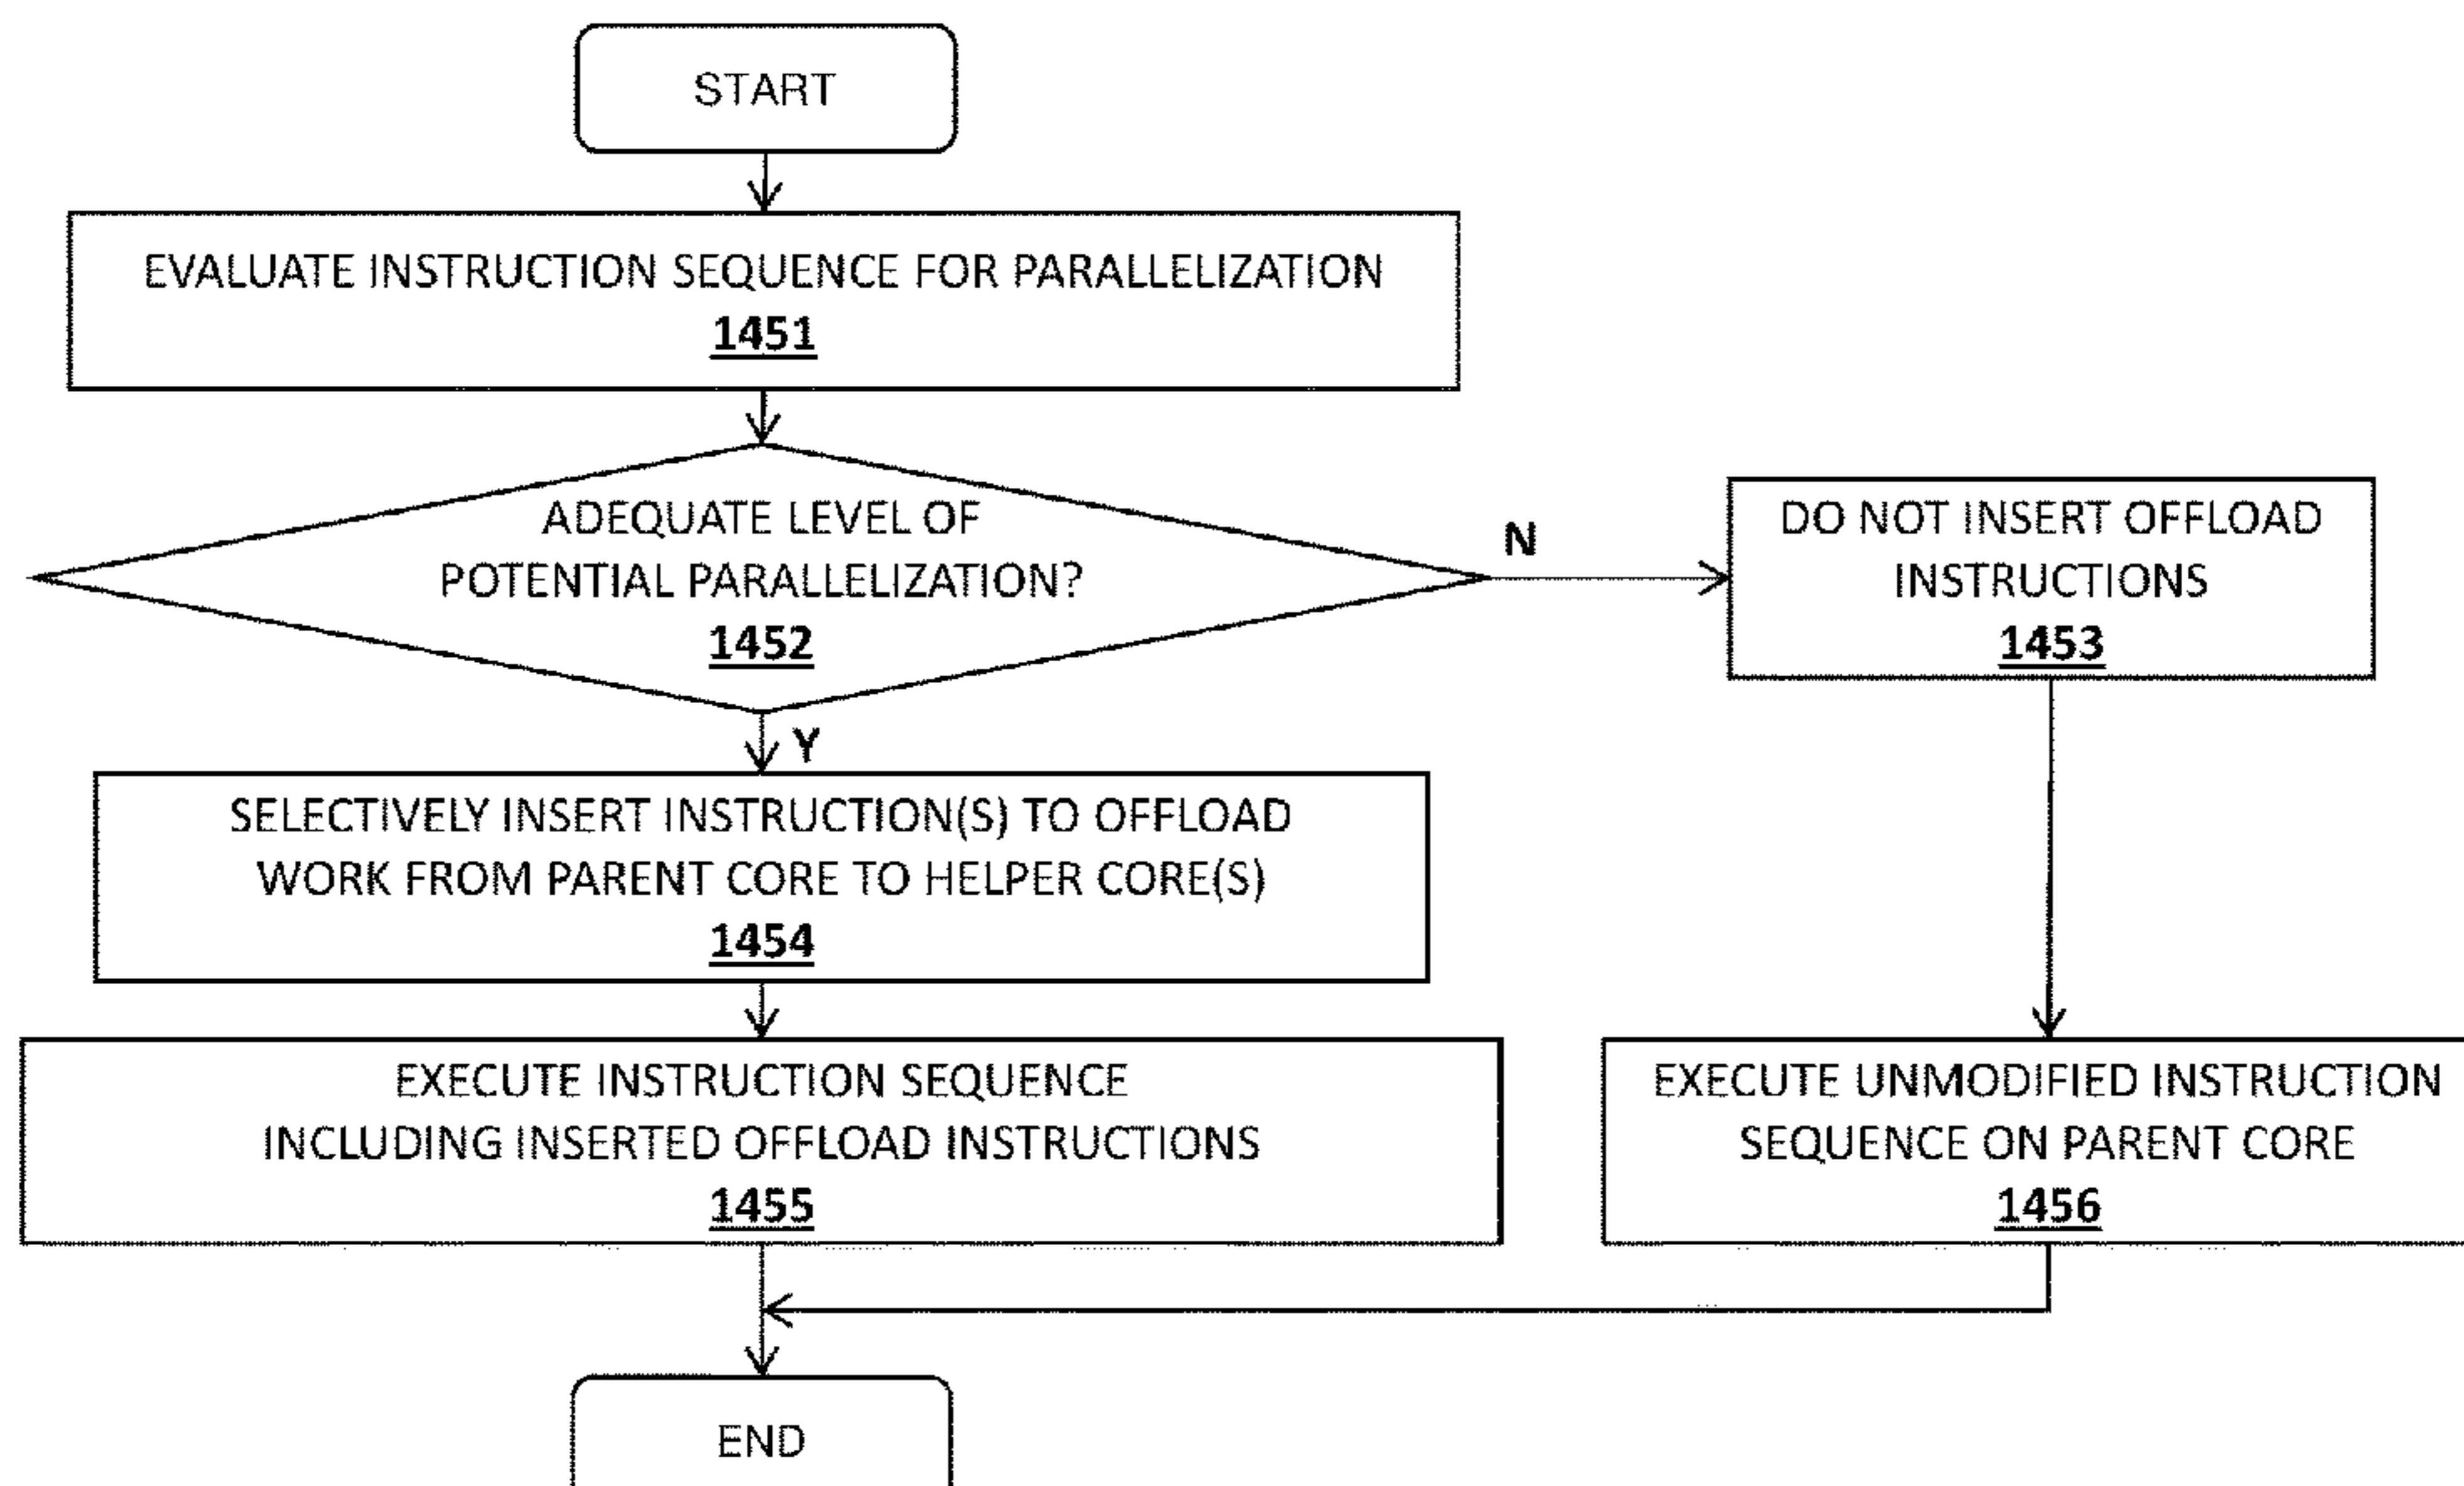 START
EVALUATE INSTRUCTION SEQUENCE FOR PARALLELIZATION
1451
ADEQUATE LEVEL OF
POTENTIAL PARALLELIZATION?
1452
N
DO NOT INSERT OFFLOAD
INSTRUCTIONS
1453
Y
SELECTIVELY INSERT INSTRUCTION(S) TO OFFLOAD
WORK FROM PARENT CORE TO HELPER CORE(S)
1454
EXECUTE INSTRUCTION SEQUENCE
INCLUDING INSERTED OFFLOAD INSTRUCTIONS
1455
EXECUTE UNMODIFIED INSTRUCTION
SEQUENCE ON PARENT CORE
1456
END